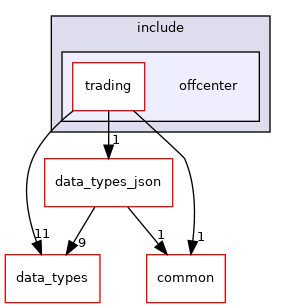 include
trading
offcenter
1
data_types_json
11
9
1
1
data_types
common